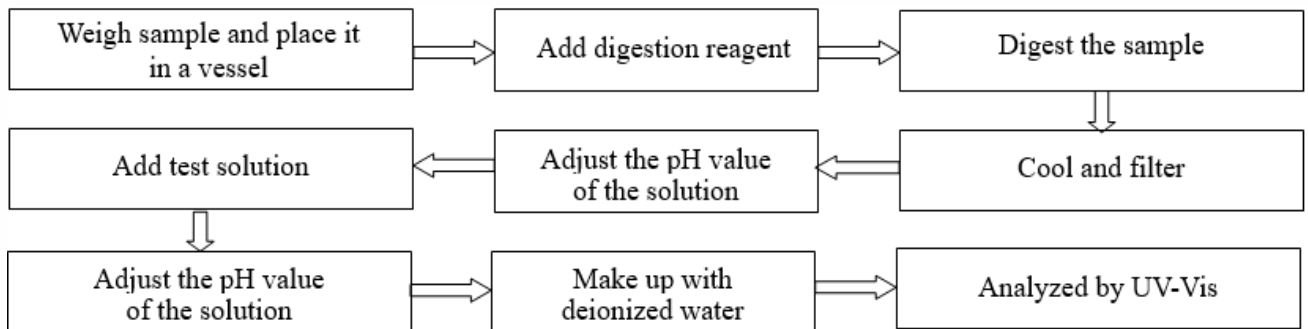 Weigh sample and place it
in a vessel
Add digestion reagent
Digest the sample
Cool and filter
Adjust the pH value
of the solution
Add test solution
Adjust the pH value
of the solution
Make up with
deionized water
Analyzed by UV-Vis